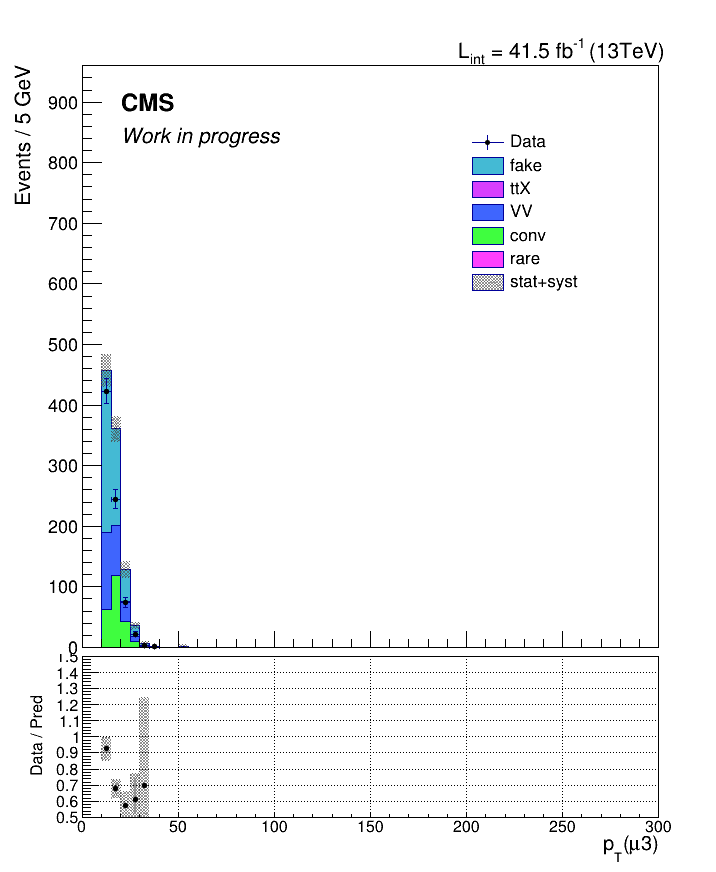 L_int = 41.5 fb^-1 (13TeV)
Events / 5 GeV
CMS
Work in progress
Data
fake
ttX
VV
conv
rare
stat+syst
900
800
700
600
500
400
300
200
100
0
Data / Pred
1.5
1.4
1.3
1.2
1.1
1
0.9
0.8
0.7
0.6
0.5
0 50 100 150 200 250 300
p_T(μ3)